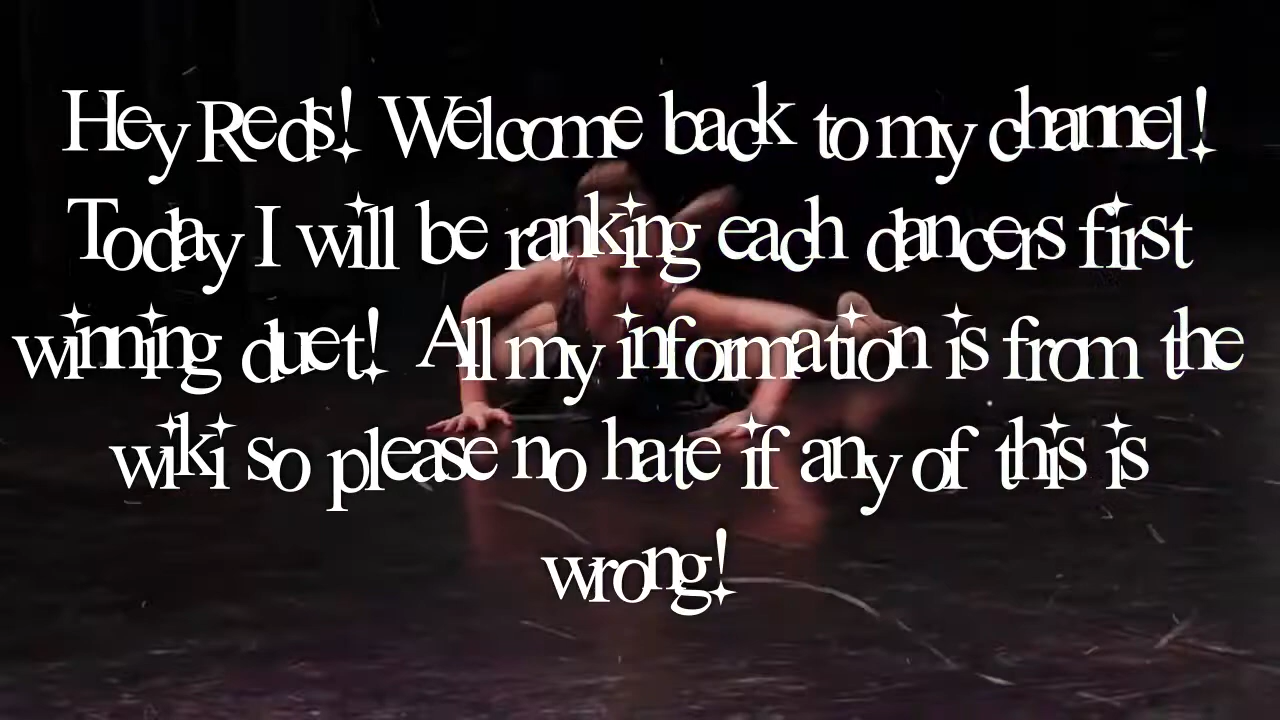 Hey Reds! Welcome back to my channel!
Today I will be ranking each dancers first
winning duet! All my information is from the
wiki so please no hate if any of this is
wrong!